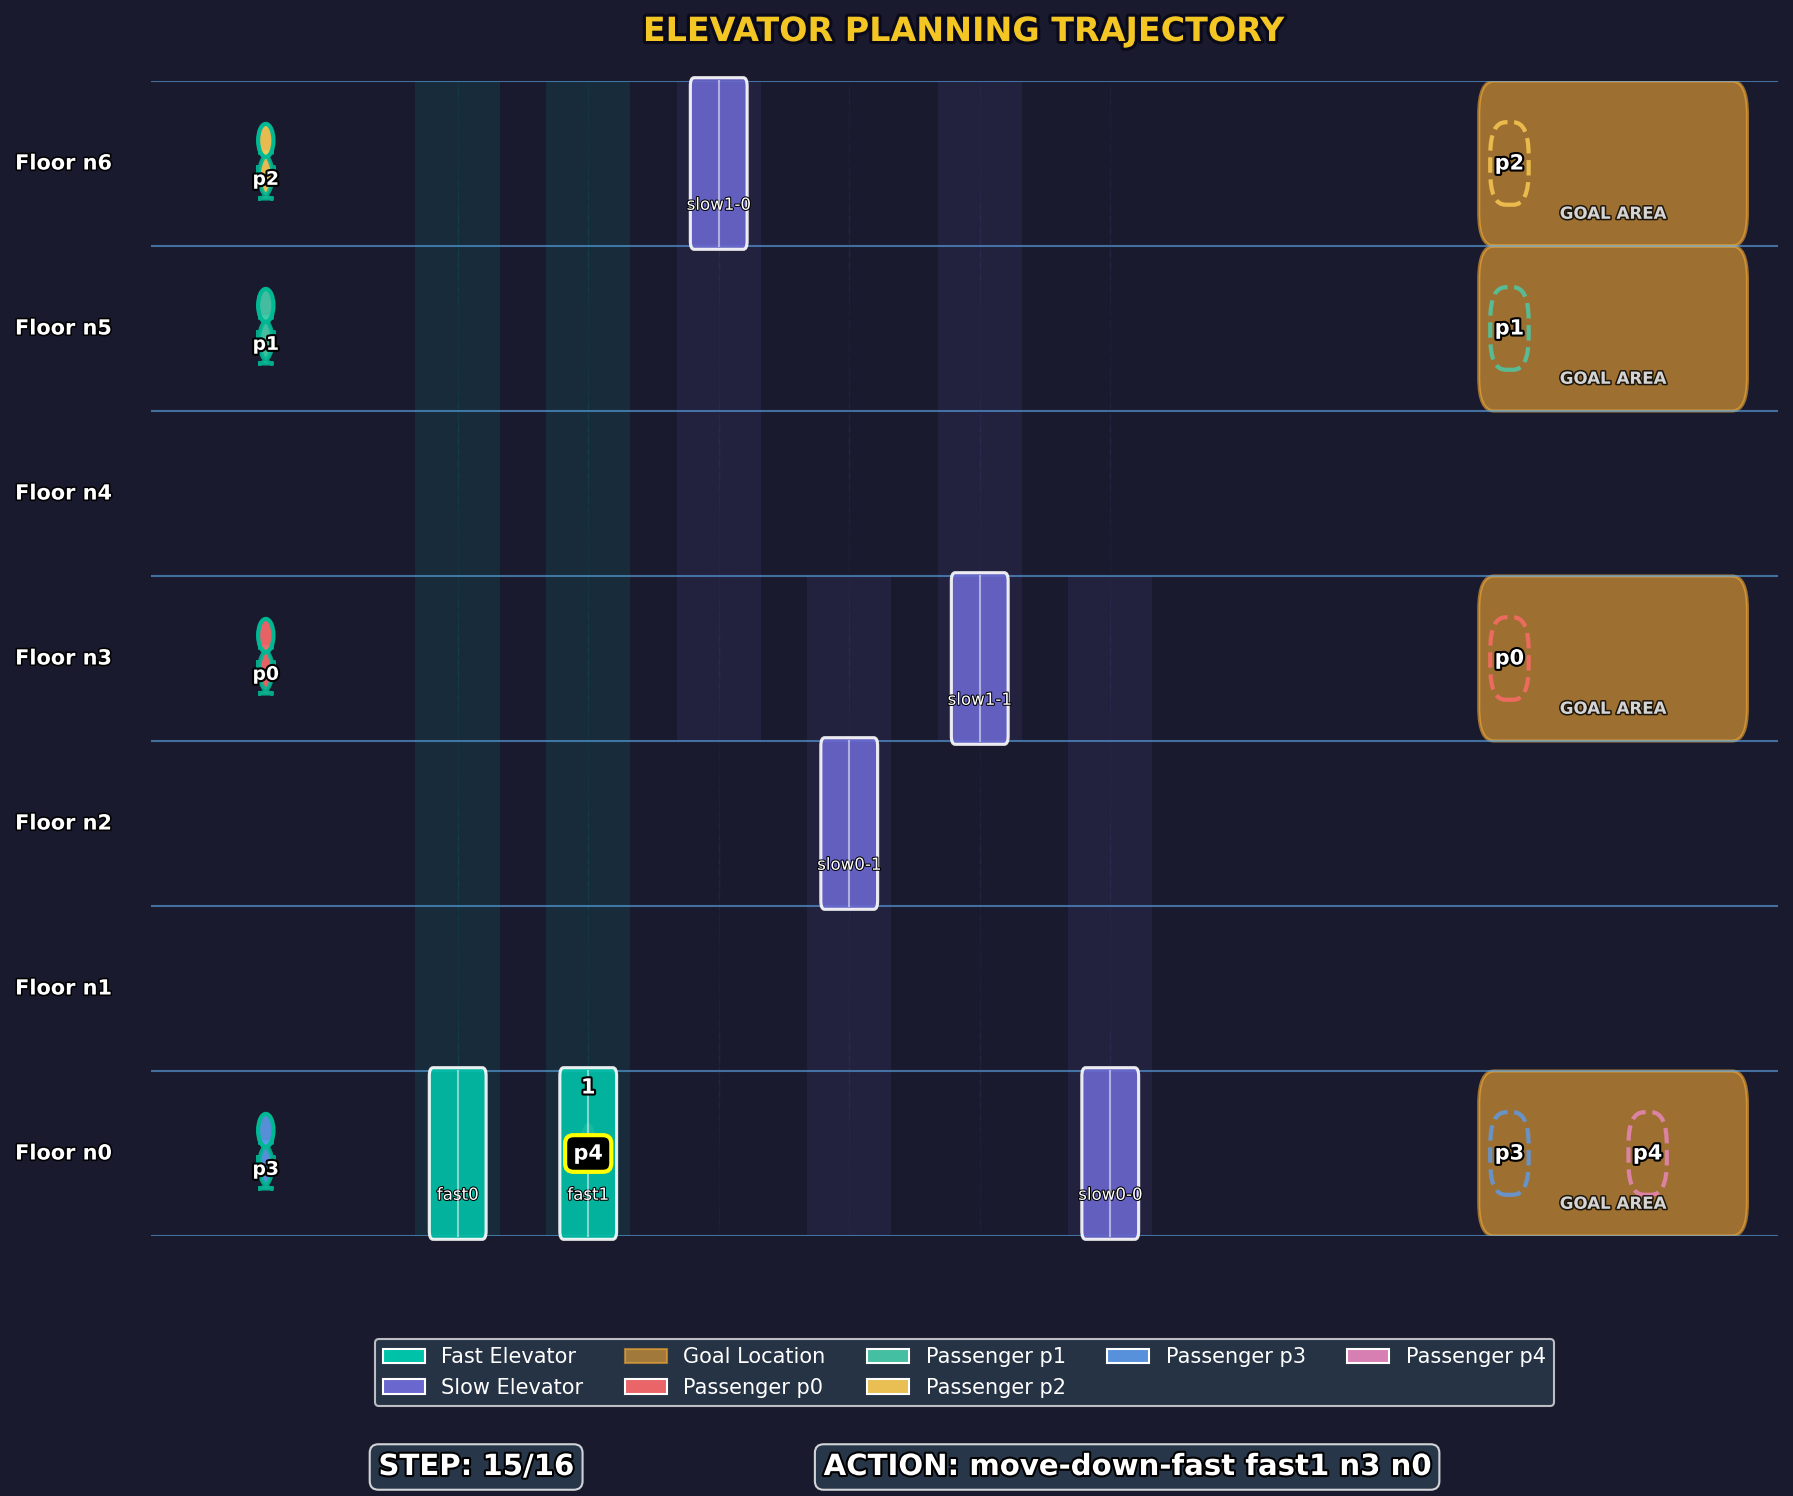 ELEVATOR PLANNING TRAJECTORY
Floor n6
p2
slow1-0
p2
GOAL AREA
Floor n5
p1
p1
GOAL AREA
Floor n4
Floor n3
p0
slow1-1
p0
GOAL AREA
Floor n2
slow0-1
Floor n1
Floor n0
p3
fast0
1
p4
fast1
slow0-0
p3
p4
GOAL AREA
Fast Elevator
Goal Location
Passenger p1
Passenger p3
Passenger p4
Slow Elevator
Passenger p0
Passenger p2
STEP: 15/16
ACTION: move-down-fast fast1 n3 n0